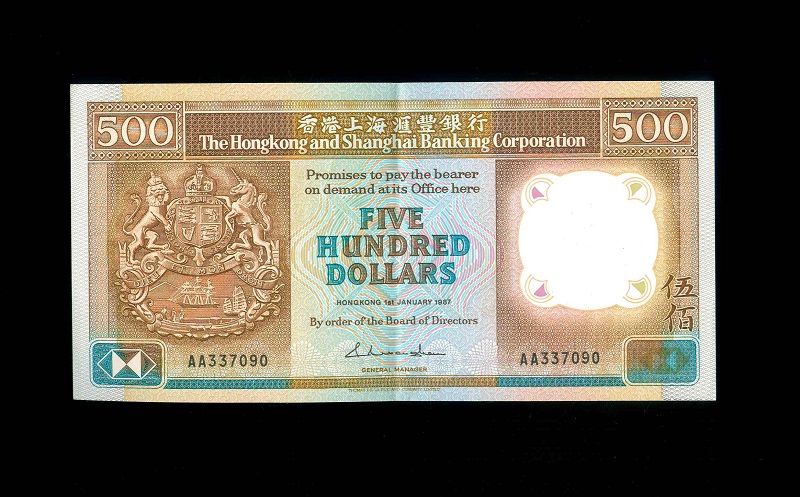 500
香港上海滙豐銀行
500
The Hongkong and Shanghai Banking Corporation
Promises to pay the bearer
on demand at its Office here
FIVE
HUNDRED
DOLLARS
HONGKONG 1st JANUARY 1987
By order of the Board of Directors
伍
佰
AA337090
AA337090
GENERAL MANAGER